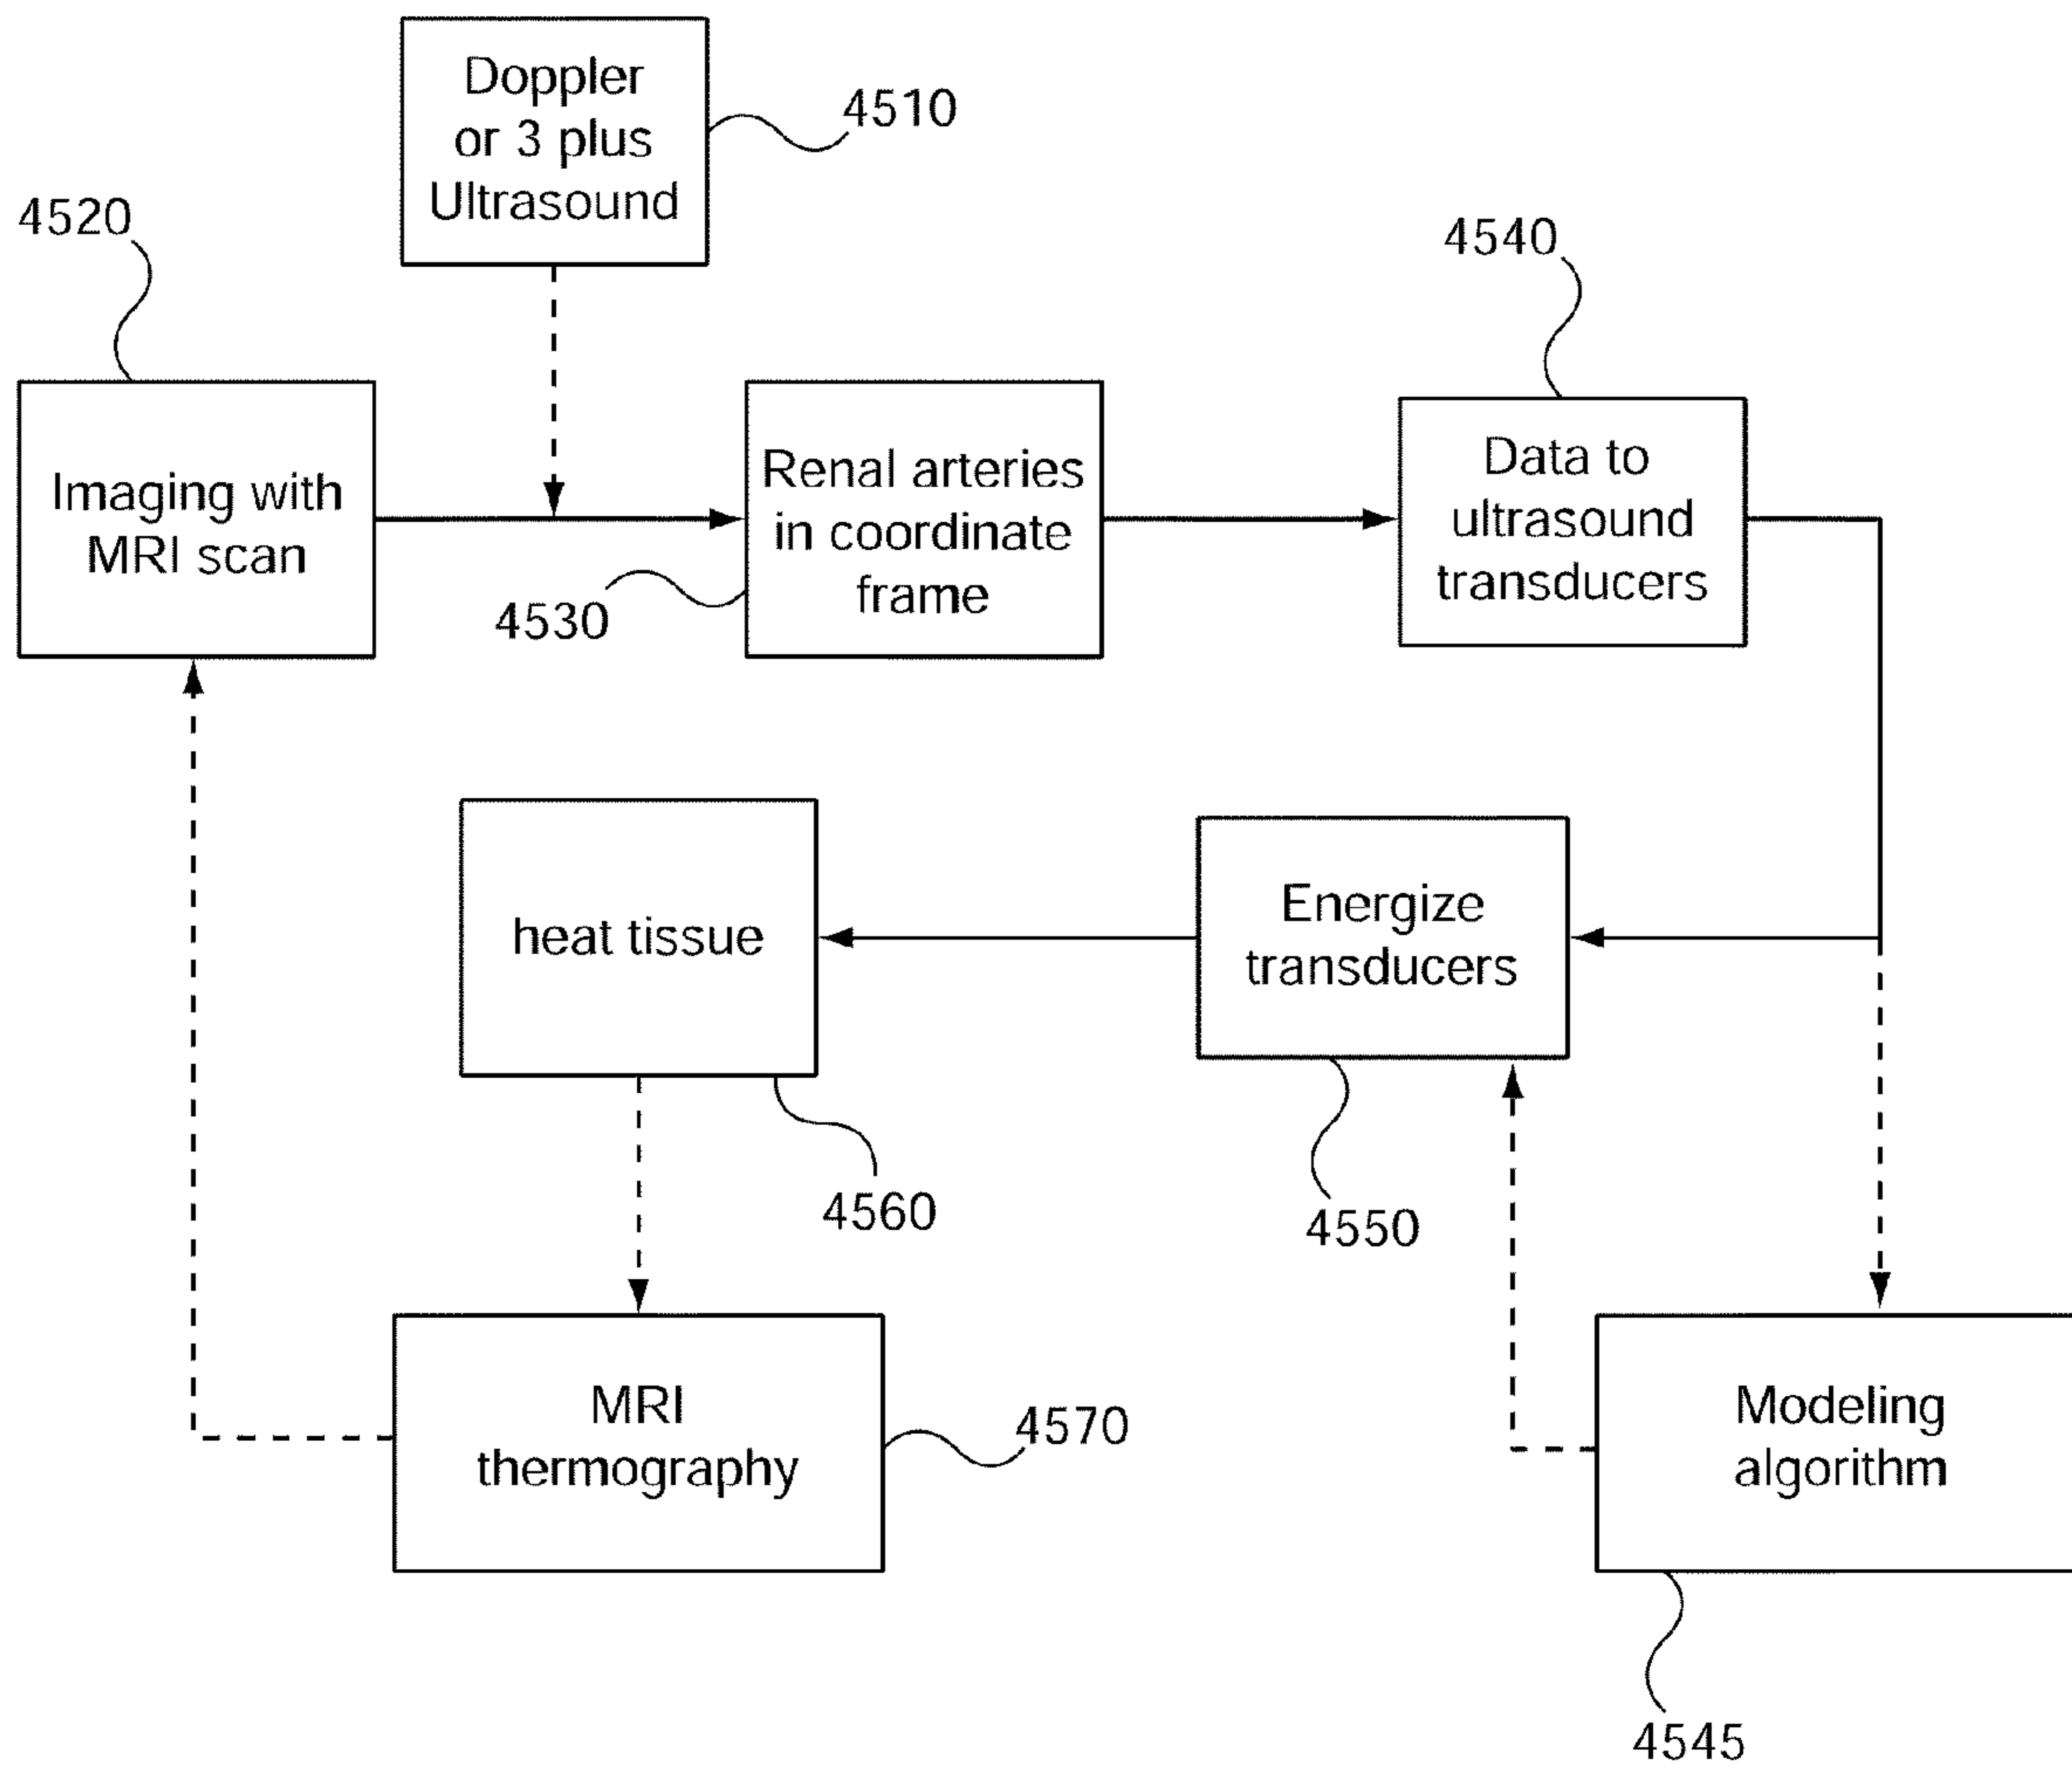 Doppler
or 3 plus
Ultrasound
4510
4520
4540
Imaging with
MRI scan
Renal arteries
in coordinate
frame
4530
Data to
ultrasound
transducers
heat tissue
Energize
transducers
4560
4550
MRI
thermography
4570
Modeling
algorithm
4545